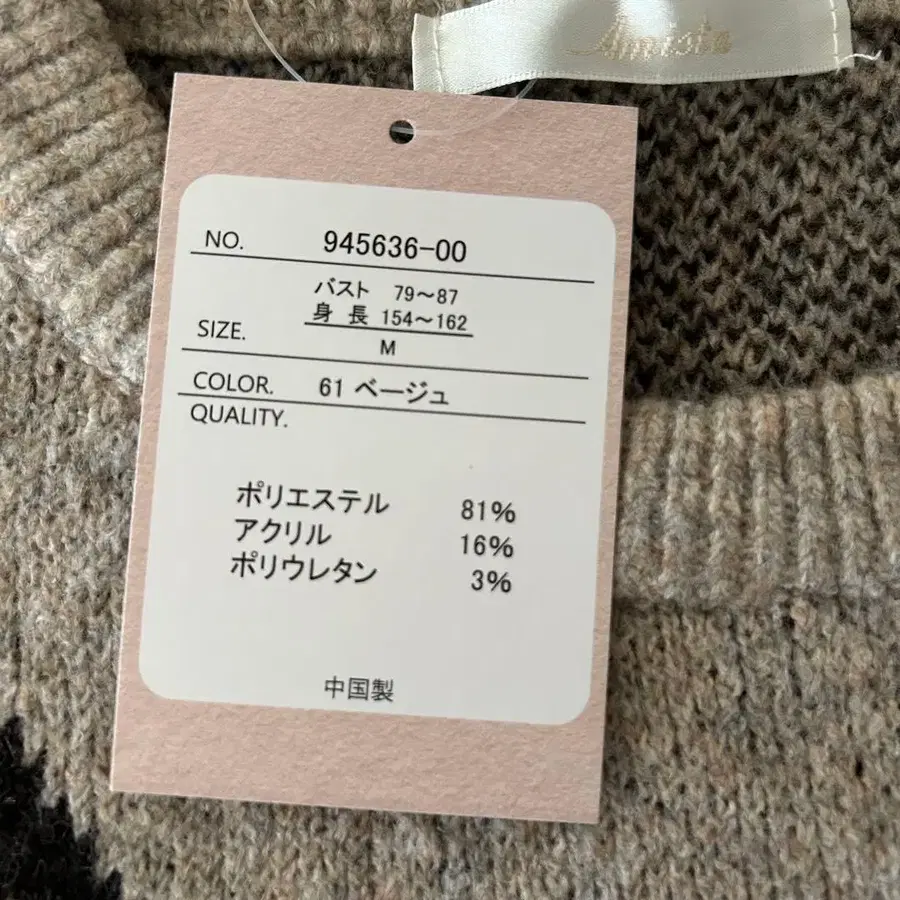 NO. 945636-00
バスト 79～87
身長 154～162
SIZE. M
COLOR. 61 ベージュ
QUALITY.
ポリエステル 81%
アクリル 16%
ポリウレタン 3%
中国製